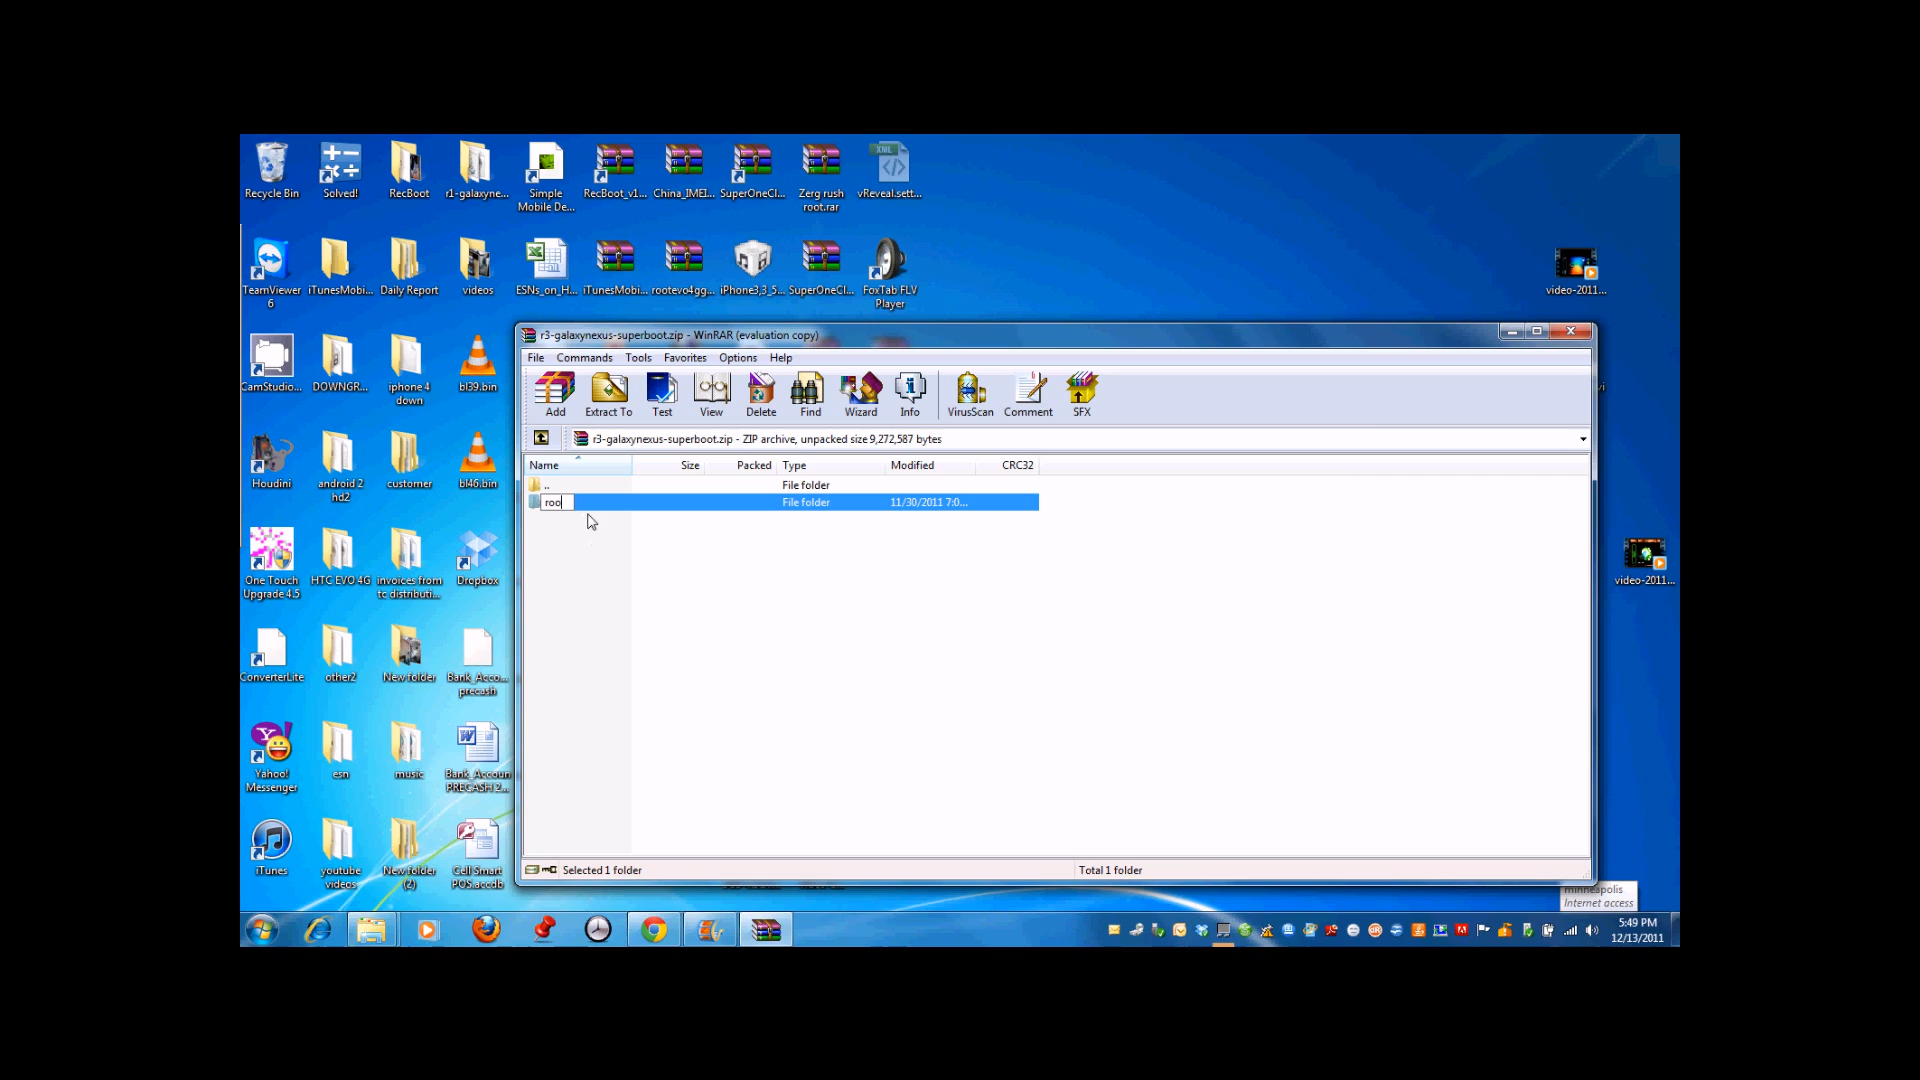 Recycle Bin
Solved!
RecBoot
r1-galaxyne...
Simple
Mobile De...
RecBoot_v1...
China_IMEI...
SuperOneCl...
Zerg rush
root.rar
vReveal.sett...
TeamViewer
6
iTunesMobi...
Daily Report
videos
ESNs_on_H...
iTunesMobi...
rootevo4gg...
iPhone3,3_5...
SuperOneCl...
FoxTab FLV
Player
video-2011...
r3-galaxynexus-superboot.zip - WinRAR (evaluation copy)
File Commands Tools Favorites Options Help
CamStudio...
DOWNGR...
iphone 4
down
bl39.bin
Add
Extract To
Test
View
Delete
Find
Wizard
Info
VirusScan
Comment
SFX
r3-galaxynexus-superboot.zip - ZIP archive, unpacked size 9,272,587 bytes
Name Size Packed Type Modified CRC32
.. File folder
roo File folder 11/30/2011 7:0...
Houdini
android 2
hd2
customer
bl46.bin
One Touch
Upgrade 4.5
HTC EVO 4G
invoices from
tc distributi...
Dropbox
video-2011...
ConverterLite
other2
New folder
Bank_Acco...
precash
Yahoo!
Messenger
esn
music
Bank_Accoun
PRECASH 2...
iTunes
youtube
videos
New folder
(2)
Cell Smart
POS.accdb
Selected 1 folder
Total 1 folder
minneapolis
Internet access
5:49 PM
12/13/2011